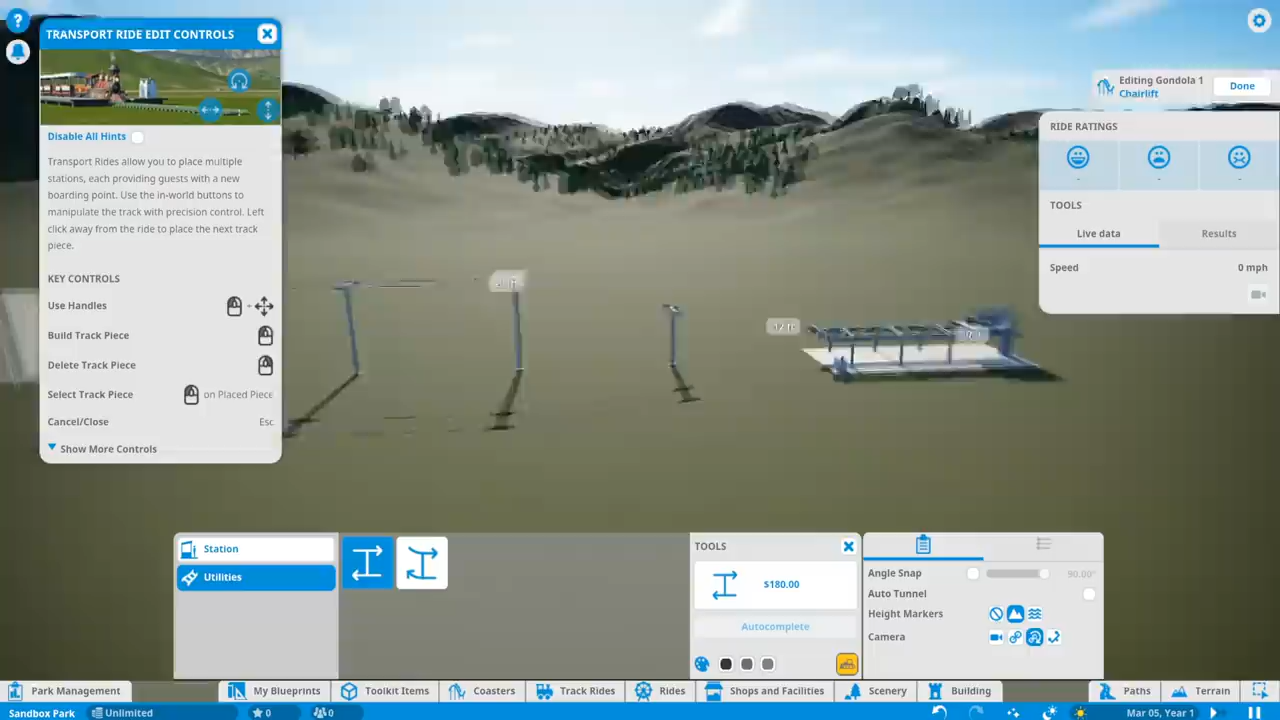 ?
TRANSPORT RIDE EDIT CONTROLS
Disable All Hints
Transport Rides allow you to place multiple
stations, each providing guests with a new
boarding point. Use the in-world buttons to
manipulate the track with precision control. Left
click away from the ride to place the next track
piece.
KEY CONTROLS
Use Handles
Build Track Piece
Delete Track Piece
Select Track Piece on Placed Piece
Cancel/Close Esc
Show More Controls
Editing Gondola 1
Chairlift
Done
RIDE RATINGS
- - -
TOOLS
Live data Results
Speed 0 mph
12 ft
Station
Utilities
TOOLS
$180.00
Autocomplete
Angle Snap 90.00°
Auto Tunnel
Height Markers
Camera
Park Management My Blueprints Toolkit Items Coasters Track Rides Rides Shops and Facilities Scenery Building Paths Terrain
Sandbox Park Unlimited 0 0 Mar 05, Year 1